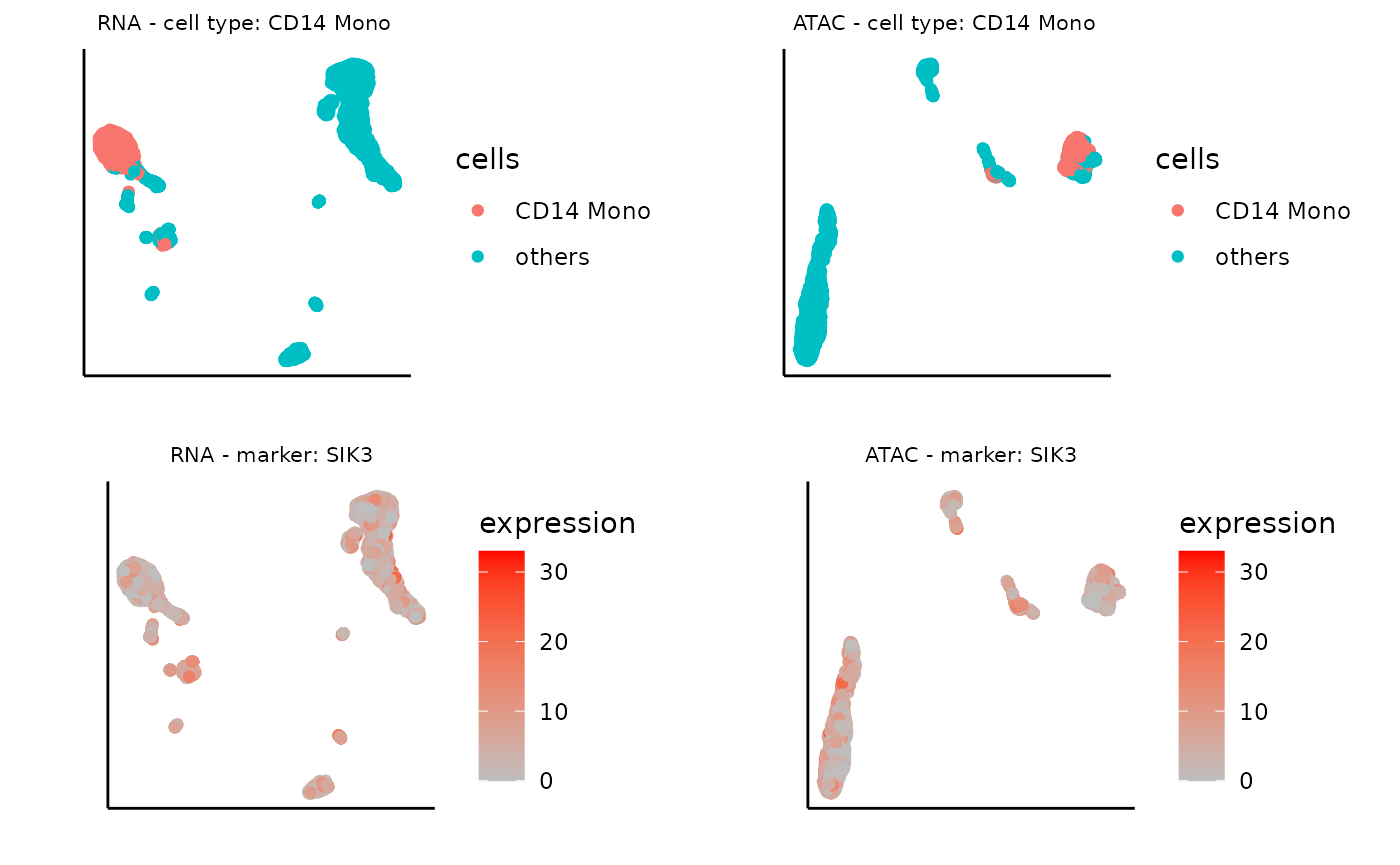 RNA - cell type: CD14 Mono
cells
CD14 Mono
others
ATAC - cell type: CD14 Mono
cells
CD14 Mono
others
RNA - marker: SIK3
expression
30
20
10
0
ATAC - marker: SIK3
expression
30
20
10
0